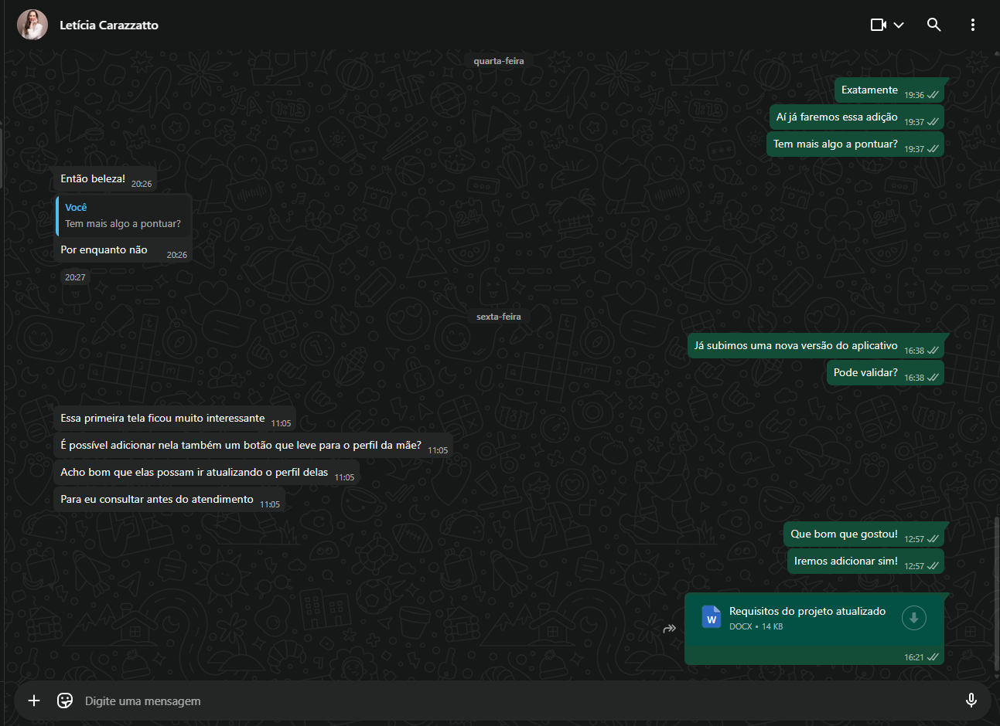 Letícia Carazzatto
quarta-feira
Exatamente 19:36
Aí já faremos essa adição 19:37
Tem mais algo a pontuar? 19:37
Então beleza! 20:26
Você
Tem mais algo a pontuar?
Por enquanto não 20:26
20:27
sexta-feira
Já subimos uma nova versão do aplicativo 16:38
Pode validar? 16:38
Essa primeira tela ficou muito interessante 11:05
É possível adicionar nela também um botão que leve para o perfil da mãe? 11:05
Acho bom que elas possam ir atualizando o perfil delas 11:05
Para eu consultar antes do atendimento 11:05
Que bom que gostou! 12:57
Iremos adicionar sim! 12:57
W
Requisitos do projeto atualizado
DOCX • 14 KB
16:21
Digite uma mensagem